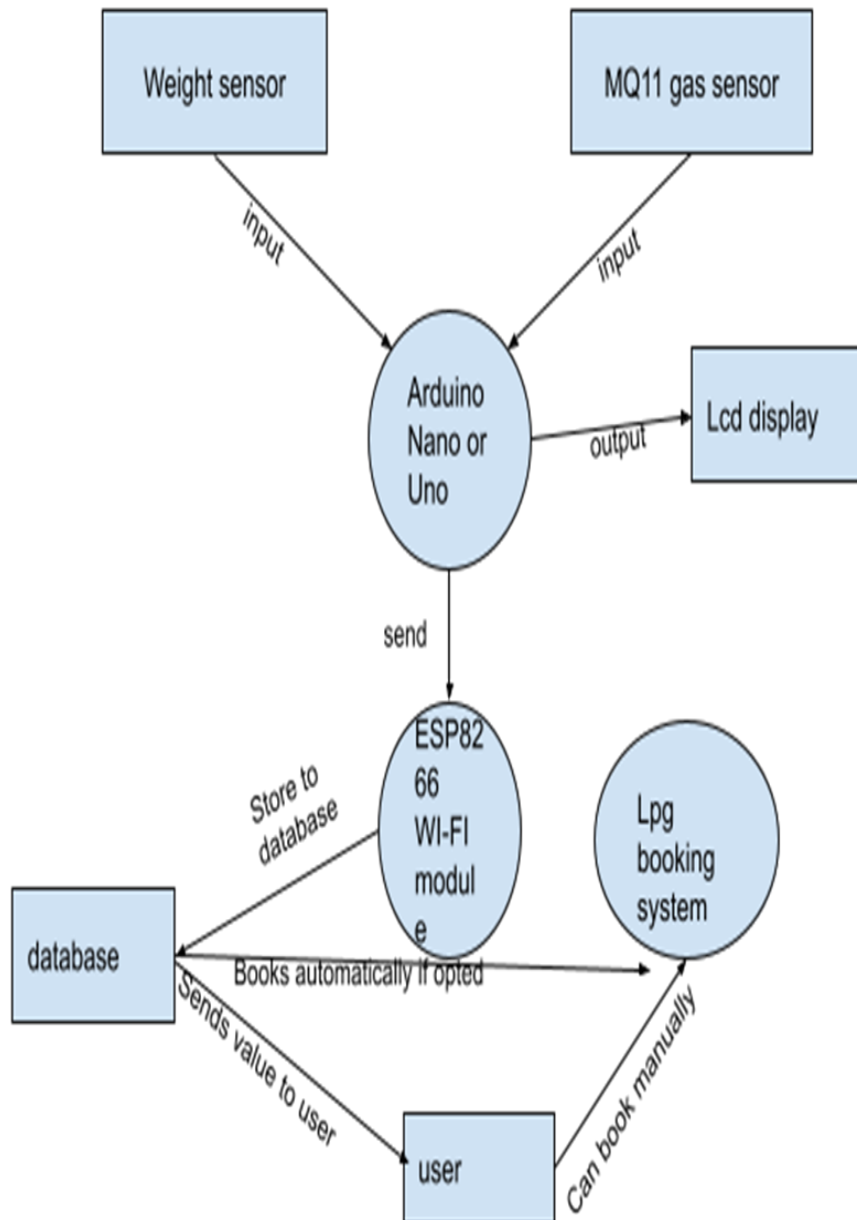 Weight sensor
MQ11 gas sensor
input
input
Arduino
Nano or
Uno
output
Lcd display
send
ESP82
66
WI-FI
modul
e
Store to
database
Lpg
booking
system
database
Books automatically if opted
Sends value to user
user
Can book manually